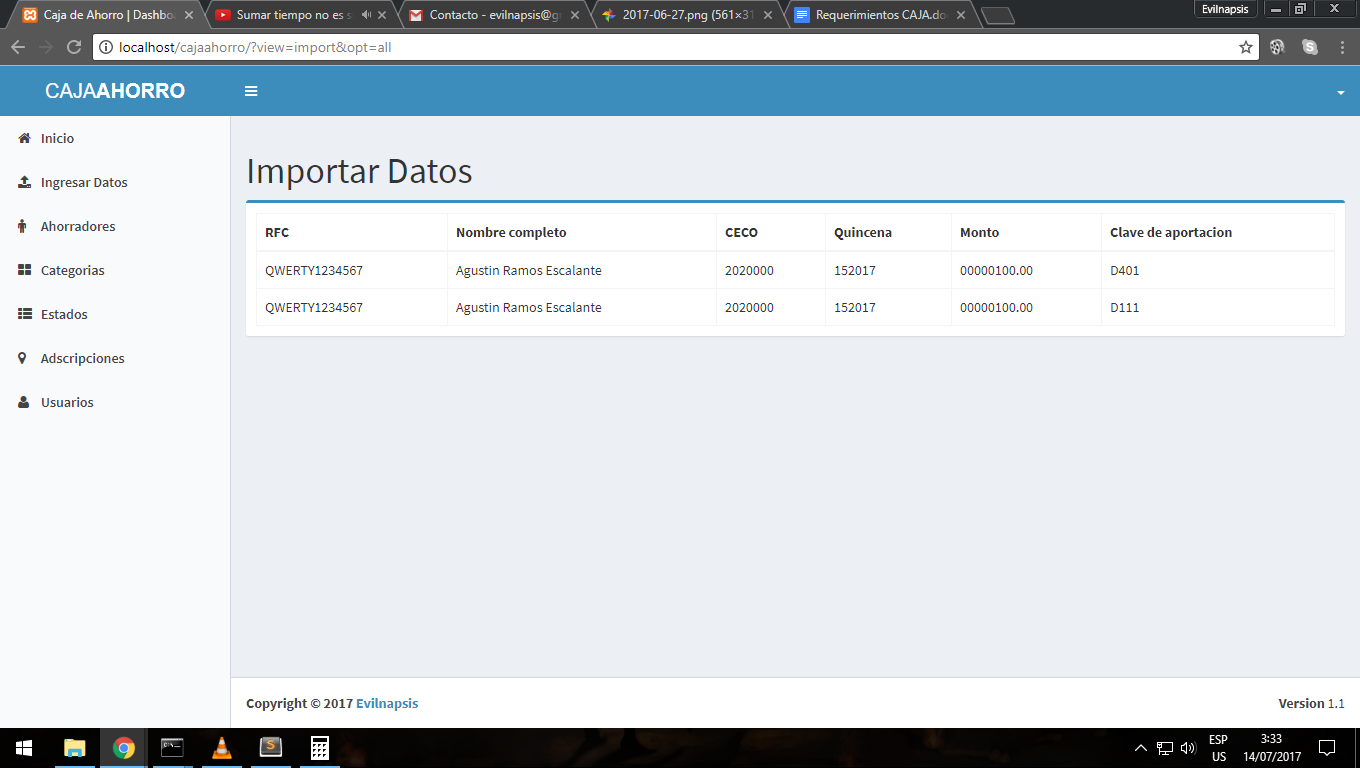 Caja de Ahorro | Dashbo
Sumar tiempo no es s
Contacto - evilnapsis@gr
2017-06-27.png (561×31
Requerimientos CAJA.do
Evilnapsis
localhost/cajaahorro/?view=import&opt=all
CAJAAHORRO
Inicio
Ingresar Datos
Ahorradores
Categorias
Estados
Adscripciones
Usuarios
Importar Datos
RFC Nombre completo CECO Quincena Monto Clave de aportacion
QWERTY1234567 Agustin Ramos Escalante 2020000 152017 00000100.00 D401
QWERTY1234567 Agustin Ramos Escalante 2020000 152017 00000100.00 D111
Copyright © 2017 Evilnapsis
Version 1.1
ESP
US
3:33
14/07/2017